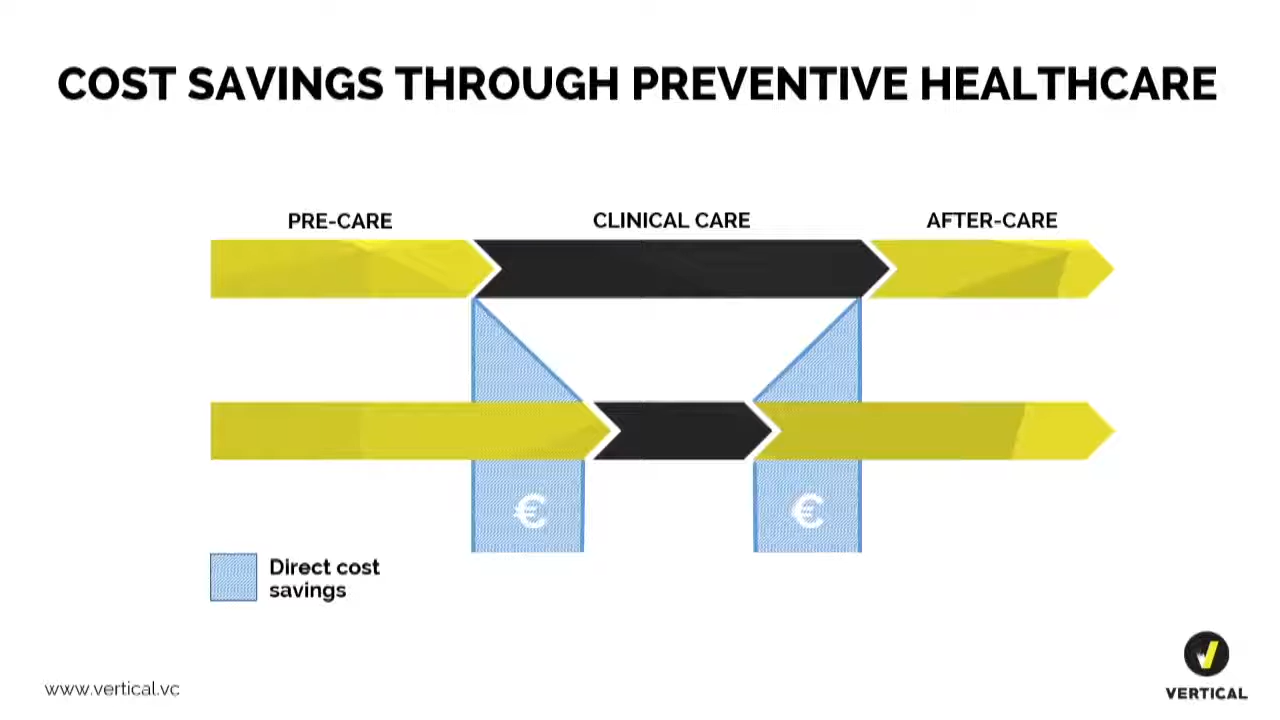 COST SAVINGS THROUGH PREVENTIVE HEALTHCARE
PRE-CARE
CLINICAL CARE
AFTER-CARE
€
€
Direct cost
savings
www.vertical.vc
VERTICAL